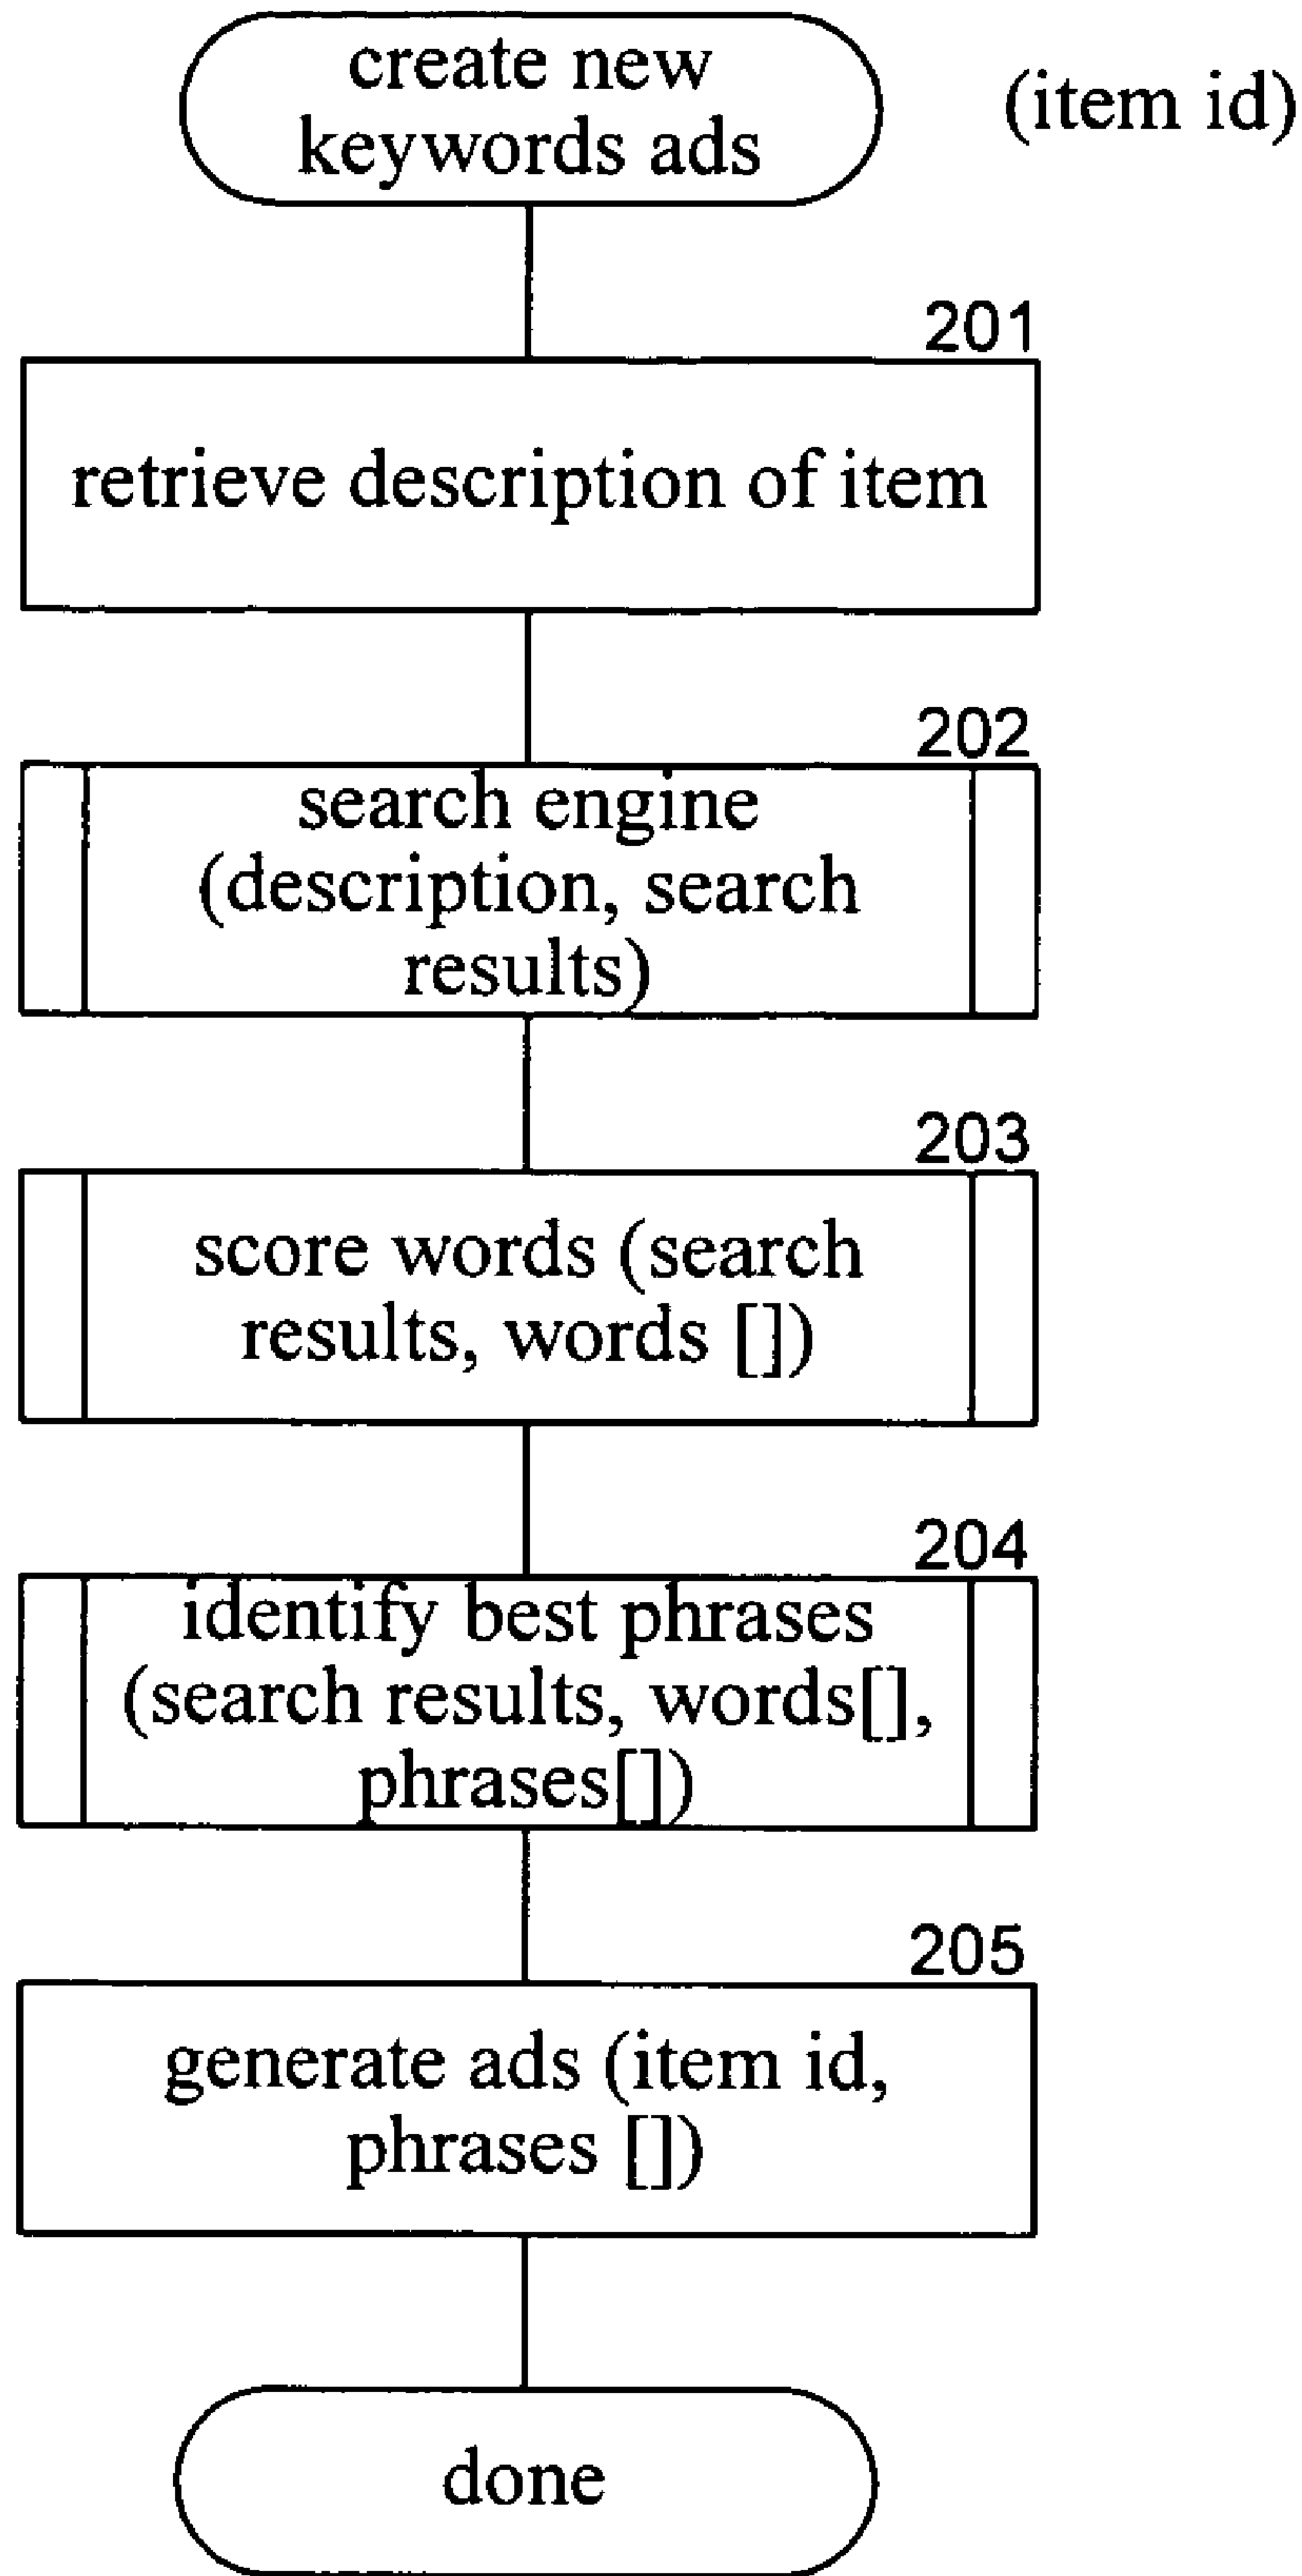 create new
keywords ads
(item id)
201
retrieve description of item
202
search engine
(description, search
results)
203
score words (search
results, words [])
204
identify best phrases
(search results, words[],
phrases[])
205
generate ads (item id,
phrases [])
done